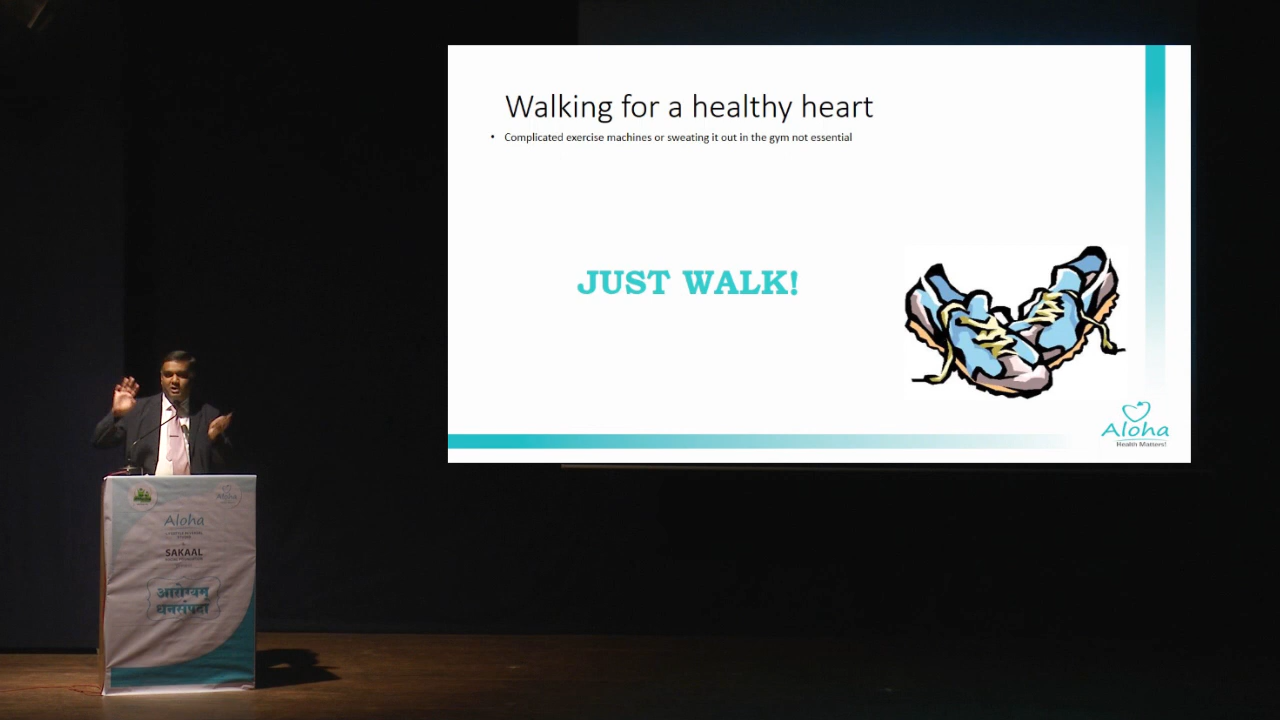 Walking for a healthy heart
• Complicated exercise machines or sweating it out in the gym not essential
JUST WALK!
Aloha
Health Matters!
Aloha
Aloha
SAKAAL
आरोग्यम्
धनसंपदा